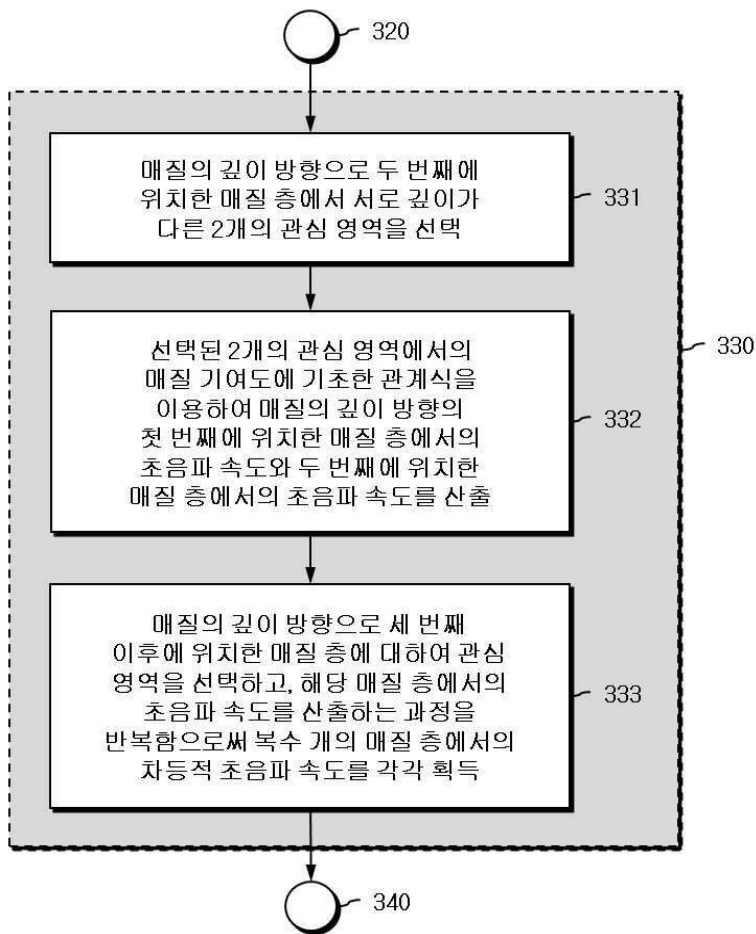 320
매질의 깊이 방향으로 두 번째에
위치한 매질 층에서 서로 깊이가
다른 2개의 관심 영역을 선택
331
선택된 2개의 관심 영역에서의
매질 기여도에 기초한 관계식을
이용하여 매질의 깊이 방향의
첫 번째에 위치한 매질 층에서의
초음파 속도와 두 번째에 위치한
매질 층에서의 초음파 속도를 산출
332
330
매질의 깊이 방향으로 세 번째
이후에 위치한 매질 층에 대하여 관심
영역을 선택하고, 해당 매질 층에서의
초음파 속도를 산출하는 과정을
반복함으로써 복수 개의 매질 층에서의
차등적 초음파 속도를 각각 획득
333
340